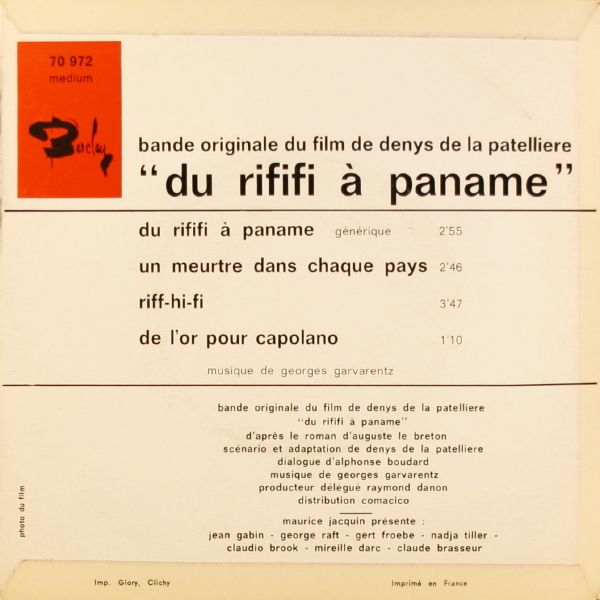 70 972
medium
Barclay
bande originale du film de denys de la patelliere
“du rififi à paname”
du rififi à paname générique 2'55
un meurtre dans chaque pays 2'46
riff-hi-fi 3'47
de l'or pour capolano 1'10
musique de georges garvarentz
bande originale du film de denys de la patelliere
“du rififi à paname”
d'après le roman d'auguste le breton
scénario et adaptation de denys de la patelliere
dialogue d'alphonse boudard
musique de georges garvarentz
producteur délégué raymond danon
distribution comacico
maurice jacquin présente :
jean gabin - george raft - gert froebe - nadja tiller -
claudio brook - mireille darc - claude brasseur
photo du film
Imp. Glory, Clichy
Imprimé en France